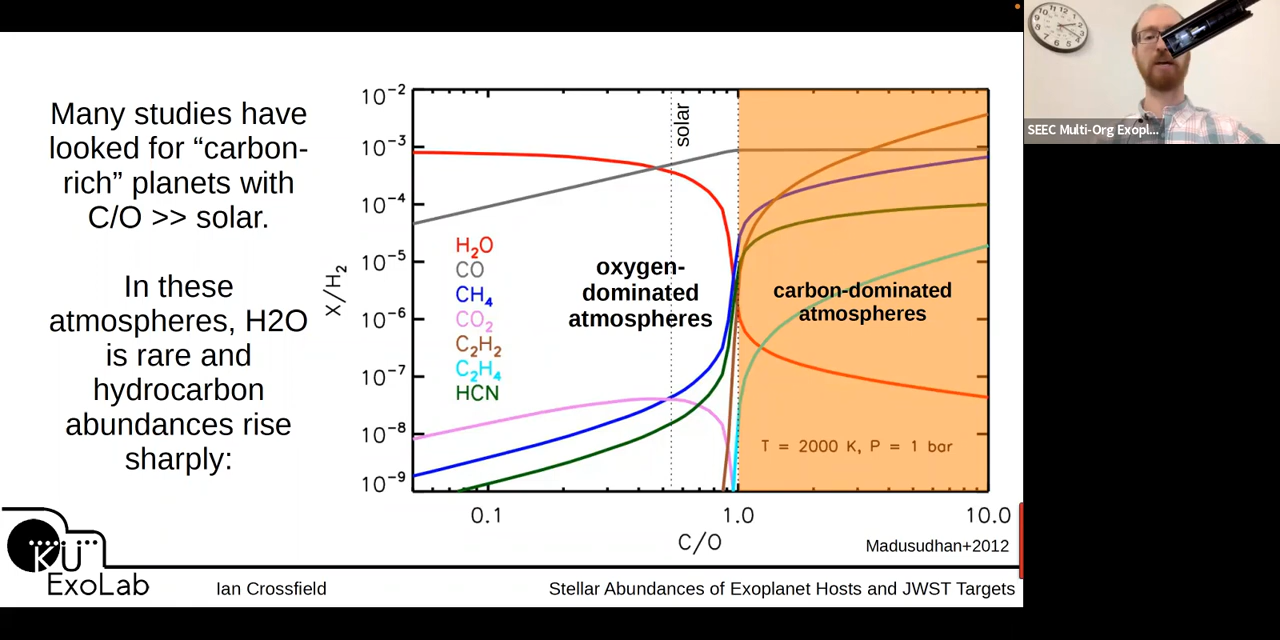 Many studies have
looked for “carbon-
rich” planets with
C/O >> solar.
In these
atmospheres, H2O
is rare and
hydrocarbon
abundances rise
sharply:
10⁻²
10⁻³
10⁻⁴
10⁻⁵
10⁻⁶
10⁻⁷
10⁻⁸
10⁻⁹
X/H₂
solar
H₂O
CO
CH₄
CO₂
C₂H₂
C₂H₄
HCN
oxygen-
dominated
atmospheres
carbon-dominated
atmospheres
T = 2000 K, P = 1 bar
0.1
1.0
10.0
C/O
Madusudhan+2012
KU
ExoLab
Ian Crossfield
Stellar Abundances of Exoplanet Hosts and JWST Targets
SEEC Multi-Org Exopl...